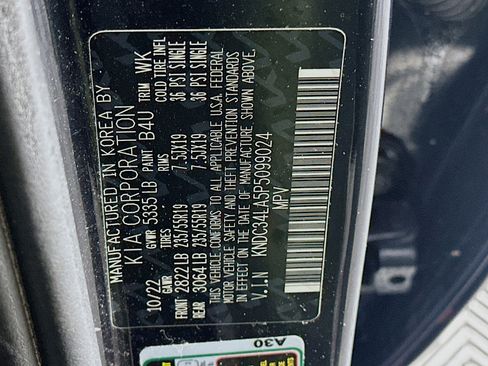 MANUFACTURED IN KOREA BY
KIA CORPORATION
10/22 GVWR 5335 LB PAINT B4U TRIM WK
GAWR TIRES RIMS COLD TIRE INFL
FRONT 2822 LB 235/55R19 7.5JX19 36 PSI SINGLE
REAR 3064 LB 235/55R19 7.5JX19 36 PSI SINGLE
THIS VEHICLE CONFORMS TO ALL APPLICABLE U.S.A. FEDERAL
MOTOR VEHICLE SAFETY AND THEFT PREVENTION STANDARDS
IN EFFECT ON THE DATE OF MANUFACTURE SHOWN ABOVE.
V.I.N KNDC34LA5P5099024
MPV
A30